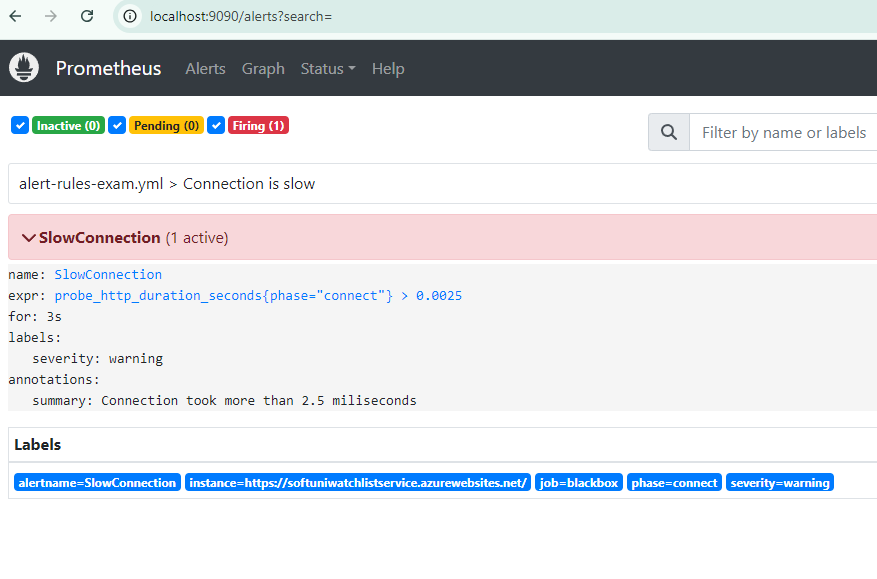 localhost:9090/alerts?search=
Prometheus Alerts Graph Status Help
Inactive (0) Pending (0) Firing (1) Filter by name or labels
alert-rules-exam.yml > Connection is slow
SlowConnection (1 active)
name: SlowConnection
expr: probe_http_duration_seconds{phase="connect"} > 0.0025
for: 3s
labels:
severity: warning
annotations:
summary: Connection took more than 2.5 miliseconds
Labels
alertname=SlowConnection instance=https://softuniwatchlistservice.azurewebsites.net/ job=blackbox phase=connect severity=warning